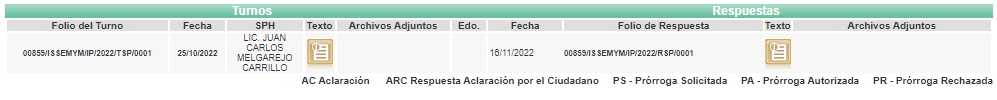 Turnos Respuestas
Folio del Turno Fecha SPH Texto Archivos Adjuntos Edo. Fecha Folio de Respuesta Texto Archivos Adjuntos
00859/ISSEMYM/IP/2022/TSP/0001 25/10/2022 LIC. JUAN
CARLOS
MELGAREJO
CARRILLO
16/11/2022 00859/ISSEMYM/IP/2022/RSP/0001
AC Aclaración ARC Respuesta Aclaración por el Ciudadano PS - Prórroga Solicitada PA - Prórroga Autorizada PR - Prórroga Rechazada